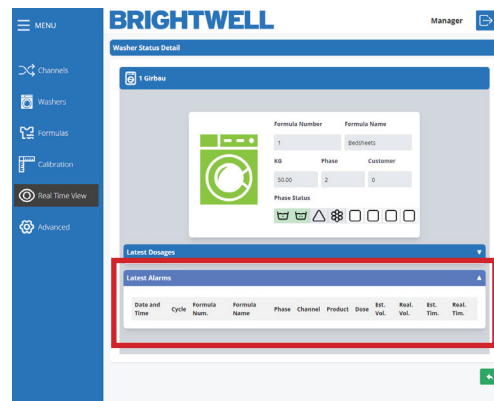 MENU
BRIGHTWELL
Manager
Washer Status Detail
Channels
Washers
Formulas
Calibration
Real Time View
Advanced
1 Girbau
Formula Number Formula Name
1 Bedsheets
KG Phase Customer
50.00 2 0
Phase Status
Latest Dosages
Latest Alarms
Date and Time Cycle Formula Num. Formula Name Phase Channel Product Dose Est. Vol. Real. Vol. Est. Tim. Real. Tim.